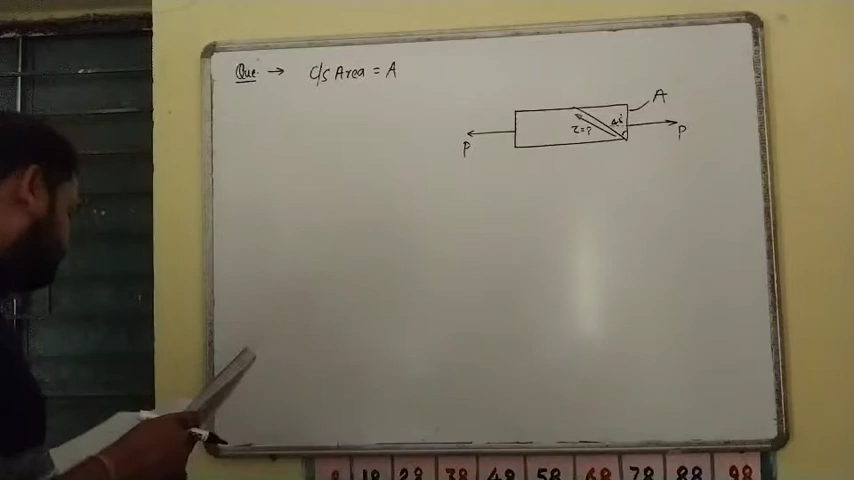 Que → C/s Area = A
A
45°
τ = ?
P
P
8 18 28 38 48 58 68 78 88 98